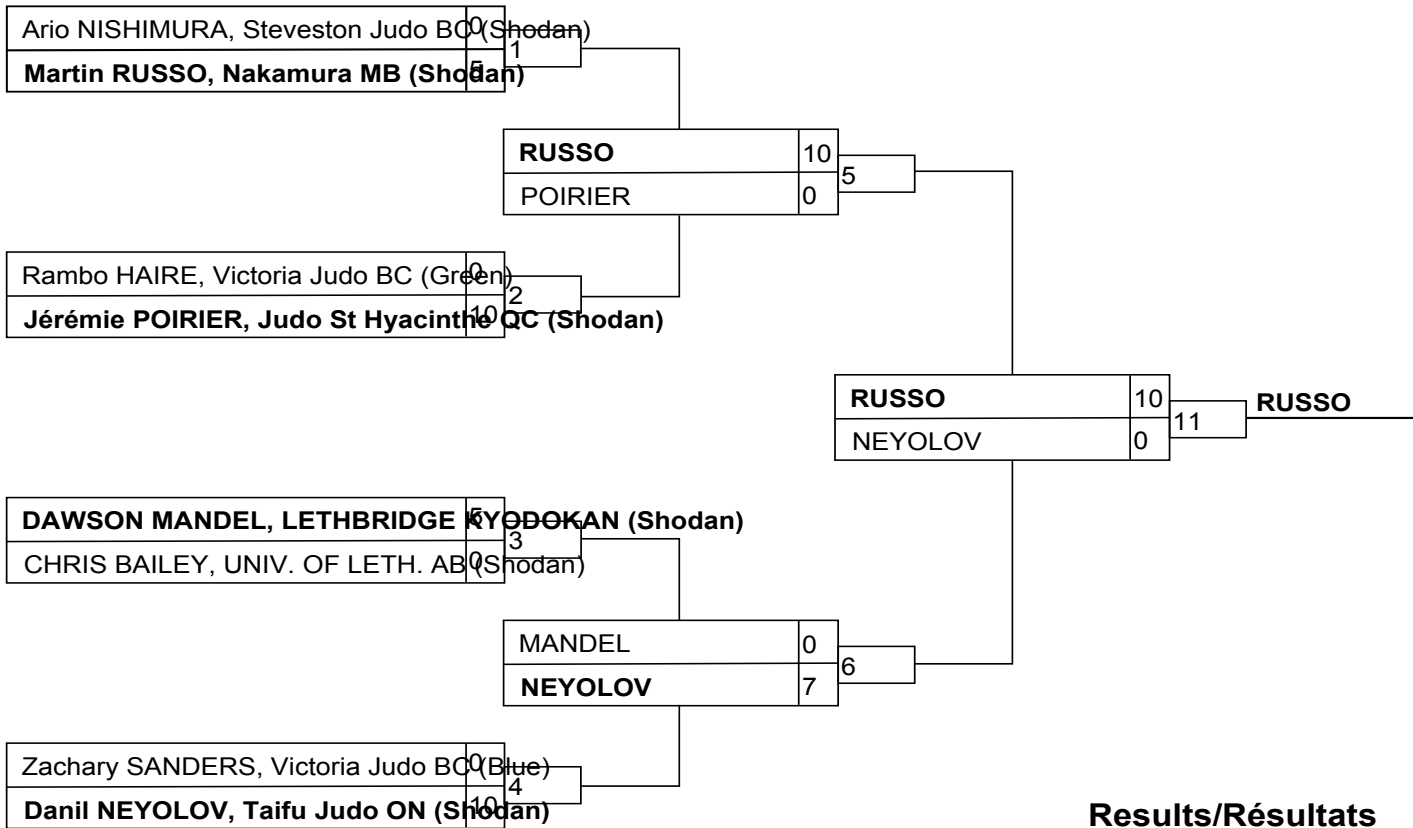 Ario NISHIMURA, Steveston Judo BC (Shodan) 0
1
Martin RUSSO, Nakamura MB (Shodan) 5
RUSSO 10
5
POIRIER 0
Rambo HAIRE, Victoria Judo BC (Green) 0
2
Jérémie POIRIER, Judo St Hyacinthe QC (Shodan) 10
RUSSO 10
11 RUSSO
NEYOLOV 0
DAWSON MANDEL, LETHBRIDGE KYODOKAN (Shodan) 5
3
CHRIS BAILEY, UNIV. OF LETH. AB (Shodan) 0
MANDEL 0
6
NEYOLOV 7
Zachary SANDERS, Victoria Judo BC (Blue) 0
4
Danil NEYOLOV, Taifu Judo ON (Shodan) 10
Results/Résultats